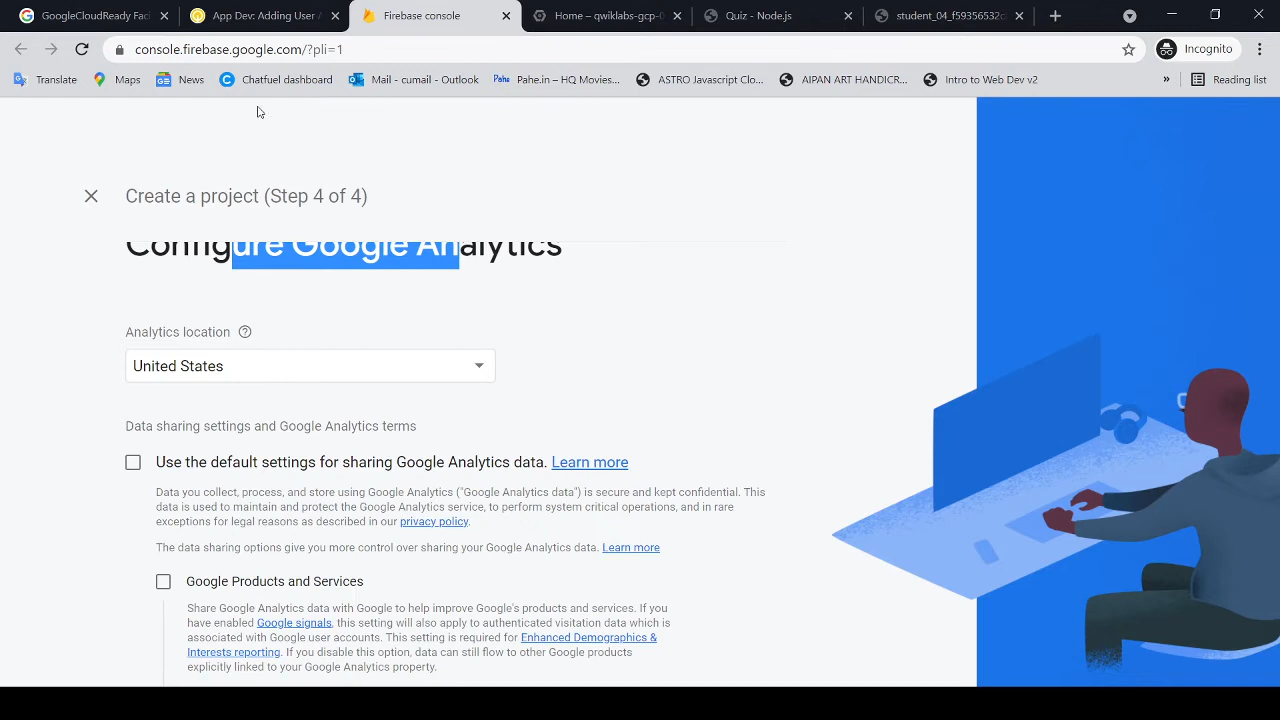 GoogleCloudReady Faci
App Dev: Adding User A
Firebase console
Home – qwiklabs-gcp-0
Quiz - Node.js
student_04_f59356532c
console.firebase.google.com/?pli=1
Incognito
Translate
Maps
News
Chatfuel dashboard
Mail - cumail - Outlook
Pahe.in – HQ Movies...
ASTRO Javascript Clo...
AIPAN ART HANDICR...
Intro to Web Dev v2
»
Reading list
Create a project (Step 4 of 4)
Configure Google Analytics
Analytics location
United States
Data sharing settings and Google Analytics terms
Use the default settings for sharing Google Analytics data. Learn more
Data you collect, process, and store using Google Analytics ("Google Analytics data") is secure and kept confidential. This
data is used to maintain and protect the Google Analytics service, to perform system critical operations, and in rare
exceptions for legal reasons as described in our privacy policy.
The data sharing options give you more control over sharing your Google Analytics data. Learn more
Google Products and Services
Share Google Analytics data with Google to help improve Google's products and services. If you
have enabled Google signals, this setting will also apply to authenticated visitation data which is
associated with Google user accounts. This setting is required for Enhanced Demographics &
Interests reporting. If you disable this option, data can still flow to other Google products
explicitly linked to your Google Analytics property.